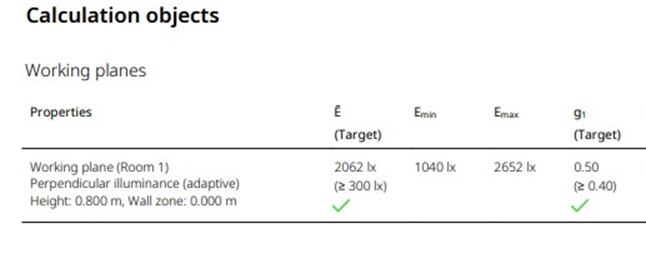 Calculation objects
Working planes
Properties Ē Eₘᵢₙ Eₘₐₓ g₁
(Target) (Target)
Working plane (Room 1) 2062 lx 1040 lx 2652 lx 0.50
Perpendicular illuminance (adaptive) (≥ 300 lx) (≥ 0.40)
Height: 0.800 m, Wall zone: 0.000 m ✓ ✓